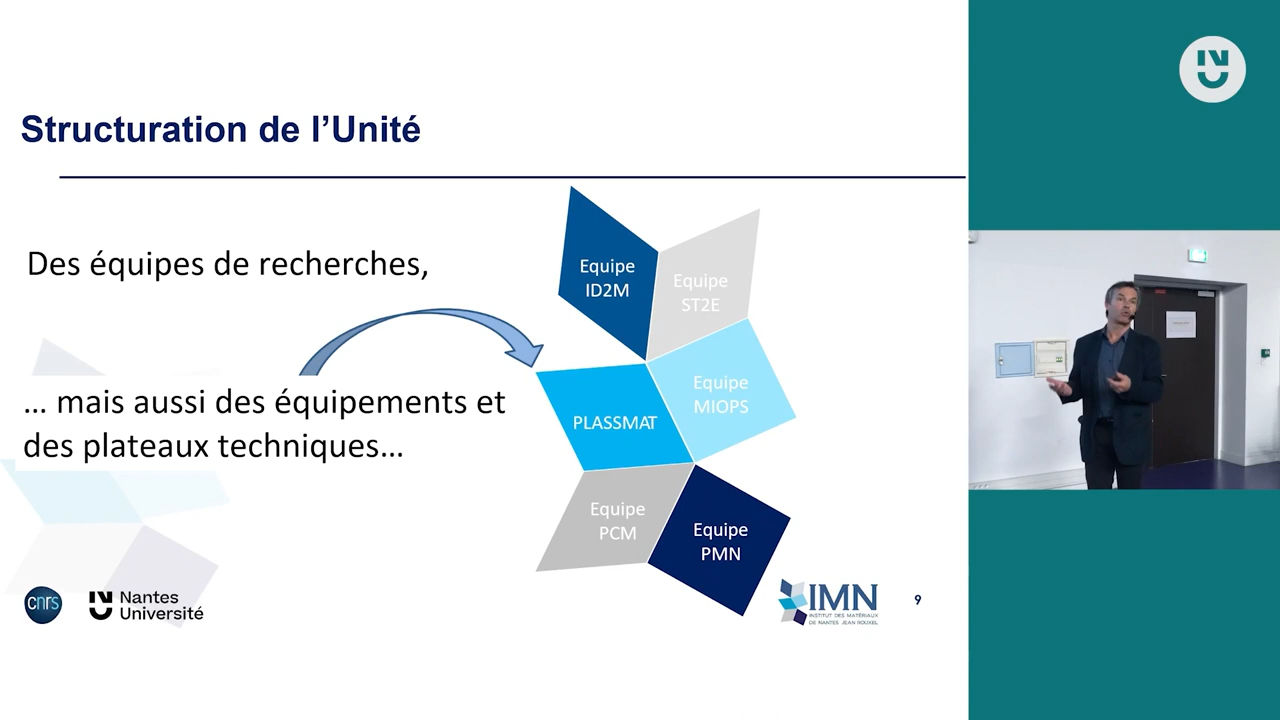 Structuration de l’Unité
Des équipes de recherches,
... mais aussi des équipements et
des plateaux techniques...
Equipe
ID2M
Equipe
ST2E
Equipe
MIOPS
PLASSMAT
Equipe
PCM
Equipe
PMN
cnrs
Nantes
Université
IMN
INSTITUT DES MATÉRIAUX
DE NANTES JEAN ROUXEL
9